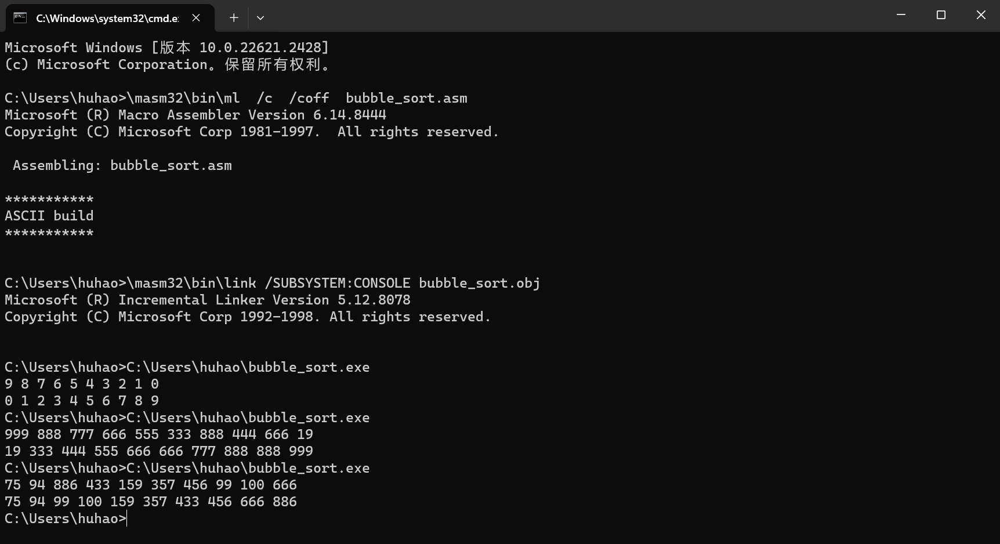 C:\Windows\system32\cmd.e
Microsoft Windows [版本 10.0.22621.2428]
(c) Microsoft Corporation。保留所有权利。
C:\Users\huhao>\masm32\bin\ml  /c  /coff  bubble_sort.asm
Microsoft (R) Macro Assembler Version 6.14.8444
Copyright (C) Microsoft Corp 1981-1997.  All rights reserved.
 Assembling: bubble_sort.asm
***********
ASCII build
***********
C:\Users\huhao>\masm32\bin\link /SUBSYSTEM:CONSOLE bubble_sort.obj
Microsoft (R) Incremental Linker Version 5.12.8078
Copyright (C) Microsoft Corp 1992-1998. All rights reserved.
C:\Users\huhao>C:\Users\huhao\bubble_sort.exe
9 8 7 6 5 4 3 2 1 0
0 1 2 3 4 5 6 7 8 9
C:\Users\huhao>C:\Users\huhao\bubble_sort.exe
999 888 777 666 555 333 888 444 666 19
19 333 444 555 666 666 777 888 888 999
C:\Users\huhao>C:\Users\huhao\bubble_sort.exe
75 94 886 433 159 357 456 99 100 666
75 94 99 100 159 357 433 456 666 886
C:\Users\huhao>